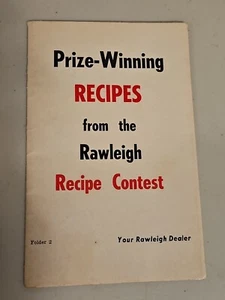 Prize-Winning
RECIPES
from the
Rawleigh
Recipe Contest
Folder 2
Your Rawleigh Dealer